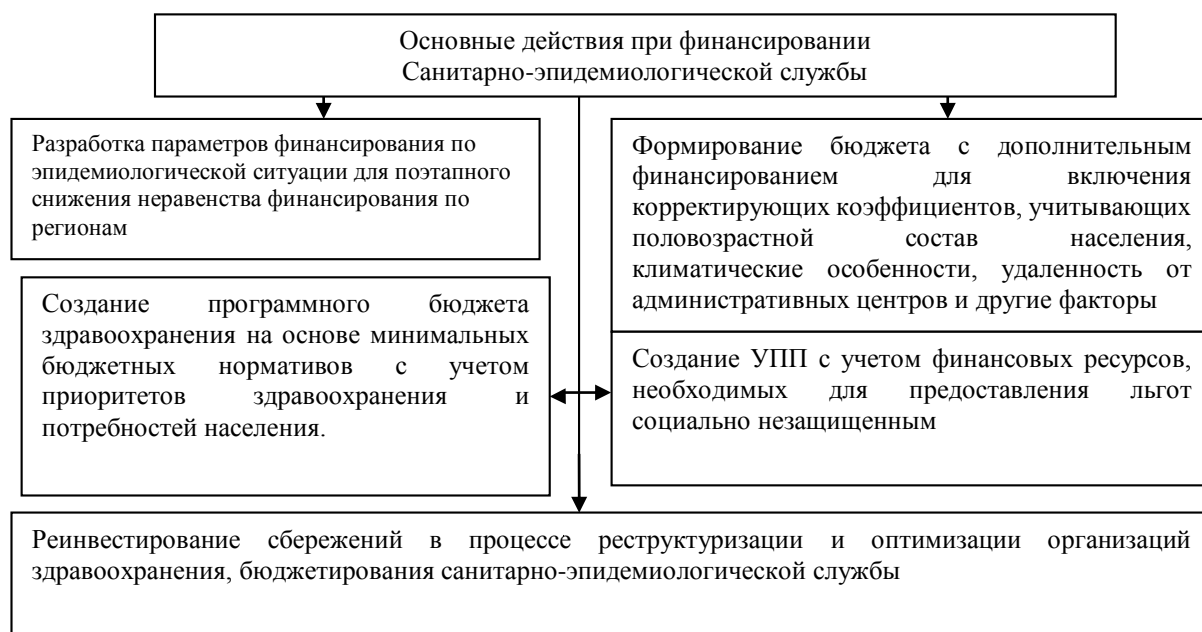 Основные действия при финансировании
Санитарно-эпидемиологической службы
Разработка параметров финансирования по
эпидемиологической ситуации для поэтапного
снижения неравенства финансирования по
регионам
Формирование бюджета с дополнительным
финансированием для включения
корректирующих коэффициентов, учитывающих
половозрастной состав населения,
климатические особенности, удаленность от
административных центров и другие факторы
Создание программного бюджета
здравоохранения на основе минимальных
бюджетных нормативов с учетом
приоритетов здравоохранения и
потребностей населения.
Создание УПП с учетом финансовых ресурсов,
необходимых для предоставления льгот
социально незащищенным
Реинвестирование сбережений в процессе реструктуризации и оптимизации организаций
здравоохранения, бюджетирования санитарно-эпидемиологической службы